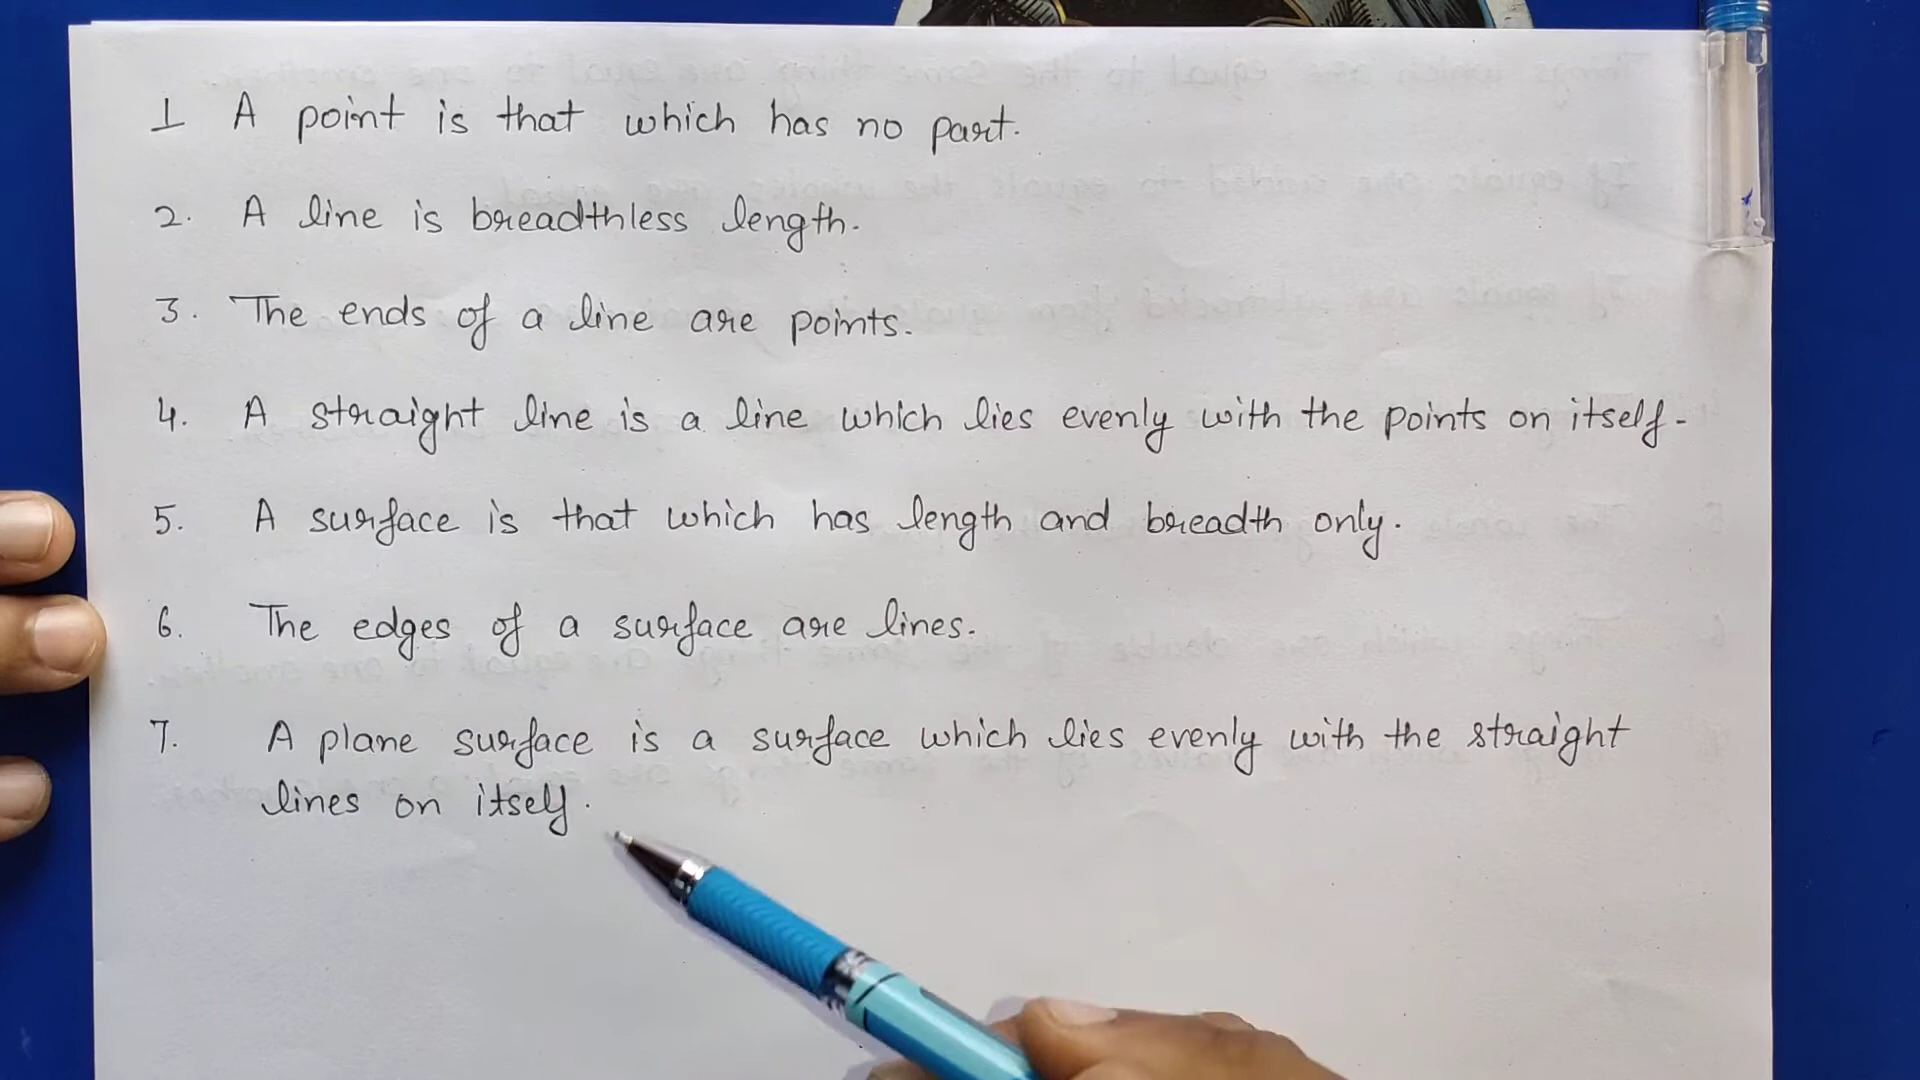 1 A point is that which has no part.
2. A line is breadthless length.
3. The ends of a line are points.
4. A straight line is a line which lies evenly with the points on itself.
5. A surface is that which has length and breadth only.
6. The edges of a surface are lines.
7. A plane surface is a surface which lies evenly with the straight
lines on itself.